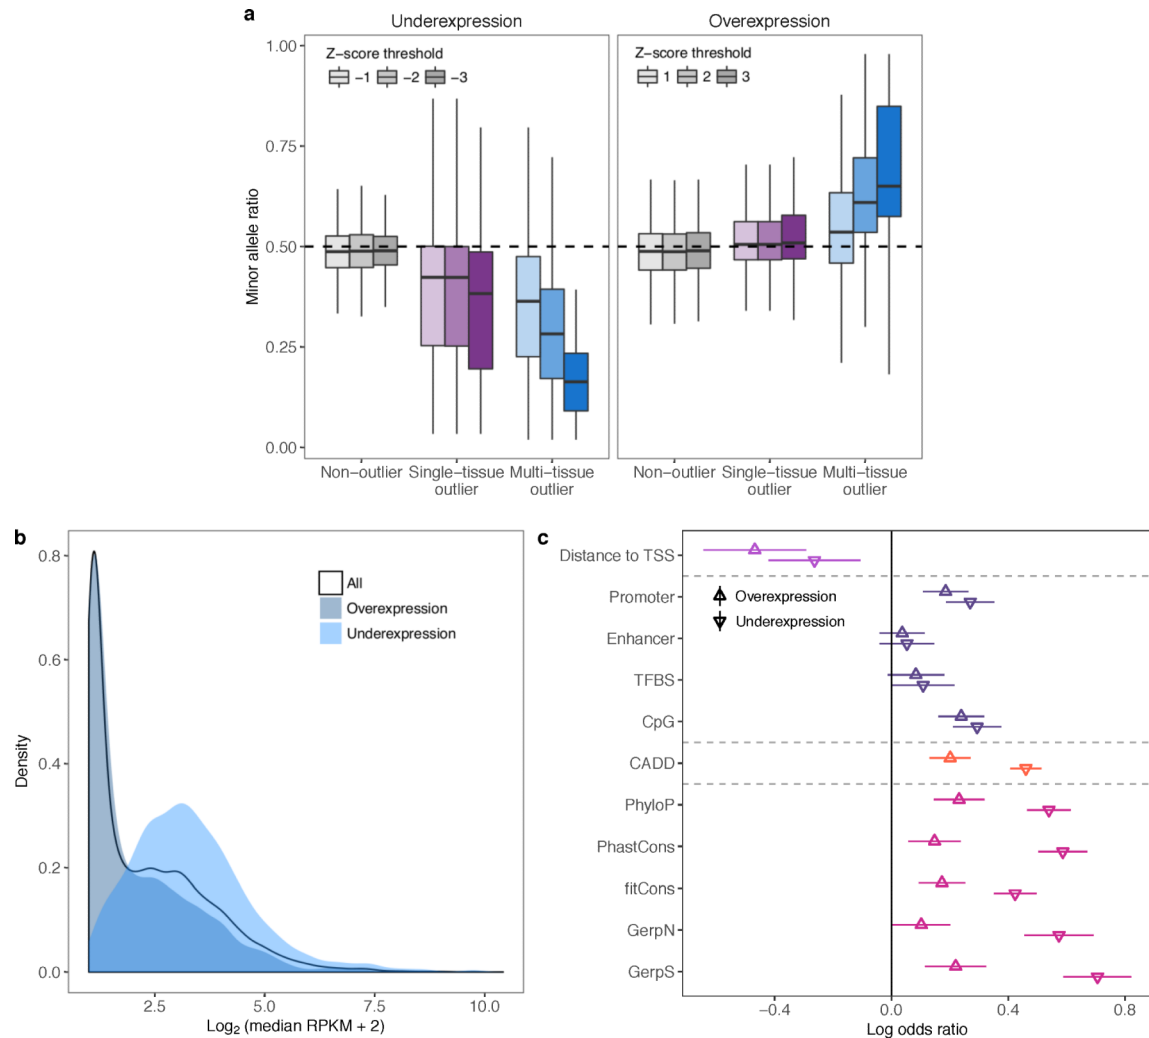 a
Underexpression
Overexpression
Z−score threshold
−1 −2 −3
Z−score threshold
1 2 3
Minor allele ratio
1.00
0.75
0.50
0.25
0.00
Non−outlier
Single−tissue
outlier
Multi−tissue
outlier
Non−outlier
Single−tissue
outlier
Multi−tissue
outlier
b
Density
0.8
0.6
0.4
0.2
0.0
All
Overexpression
Underexpression
2.5 5.0 7.5 10.0
Log₂ (median RPKM + 2)
c
Distance to TSS
Promoter
Enhancer
TFBS
CpG
CADD
PhyloP
PhastCons
fitCons
GerpN
GerpS
Overexpression
Underexpression
−0.4 0.0 0.4 0.8
Log odds ratio